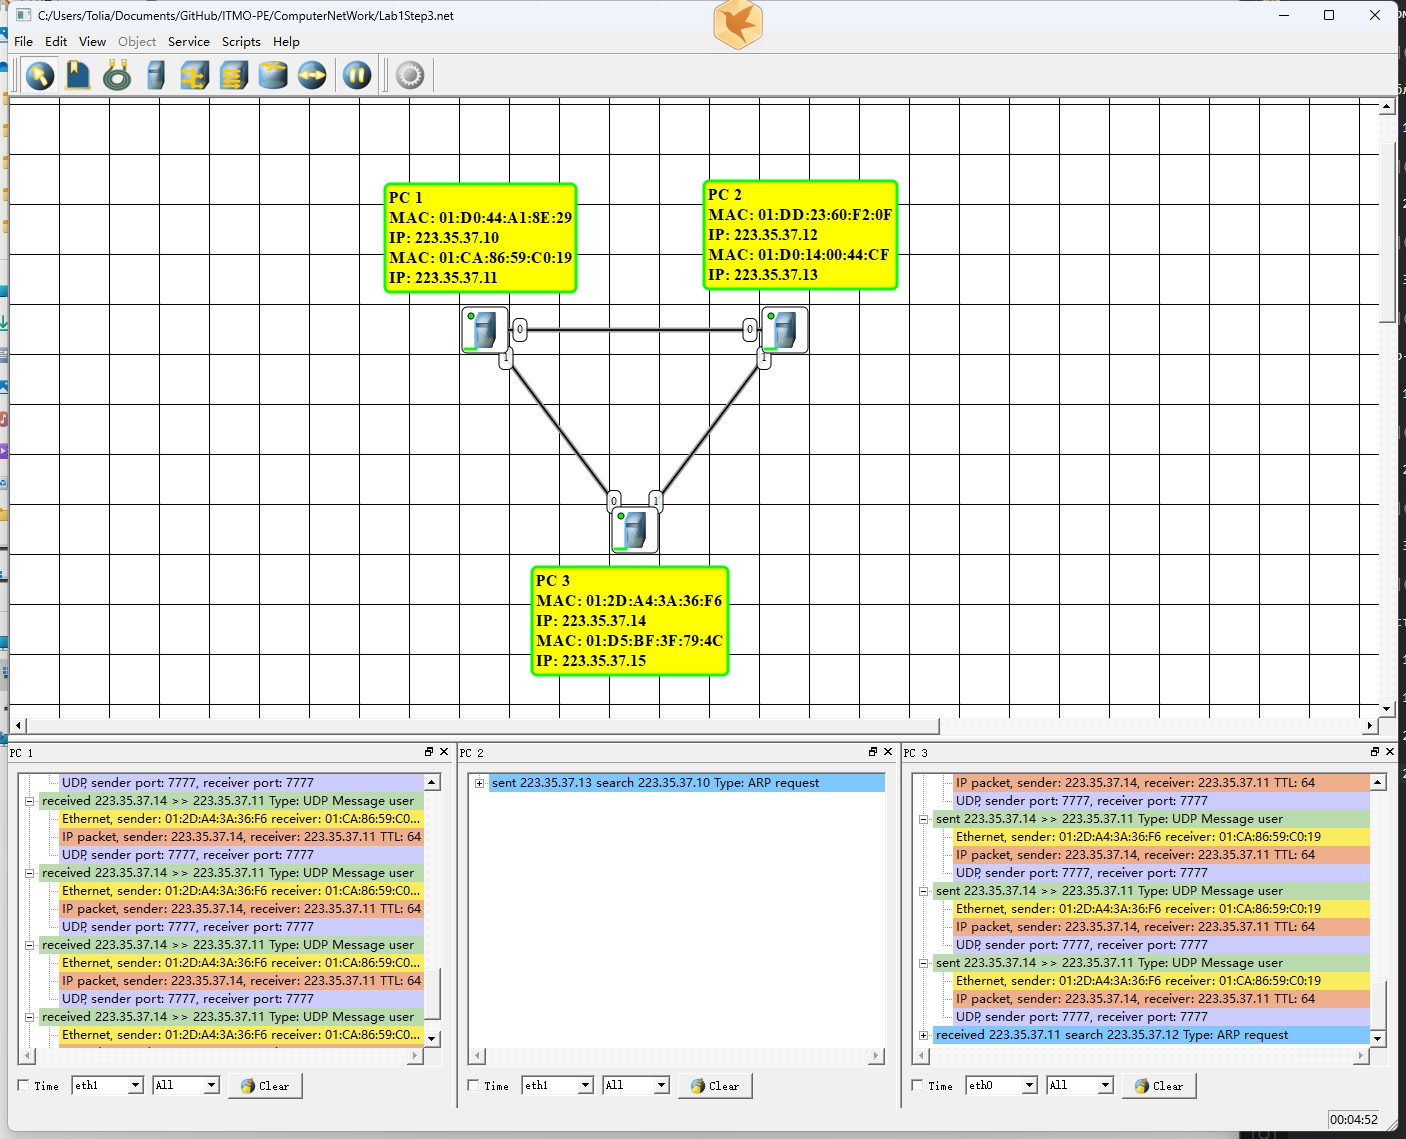 C:/Users/Tolia/Documents/GitHub/ITMO-PE/ComputerNetWork/Lab1Step3.net
File Edit View Object Service Scripts Help
PC 1
MAC: 01:D0:44:A1:8E:29
IP: 223.35.37.10
MAC: 01:CA:86:59:C0:19
IP: 223.35.37.11
PC 2
MAC: 01:DD:23:60:F2:0F
IP: 223.35.37.12
MAC: 01:D0:14:00:44:CF
IP: 223.35.37.13
0
0
1
1
0
1
PC 3
MAC: 01:2D:A4:3A:36:F6
IP: 223.35.37.14
MAC: 01:D5:BF:3F:79:4C
IP: 223.35.37.15
PC 1
UDP, sender port: 7777, receiver port: 7777
received 223.35.37.14 >> 223.35.37.11 Type: UDP Message user
Ethernet, sender: 01:2D:A4:3A:36:F6 receiver: 01:CA:86:59:C0...
IP packet, sender: 223.35.37.14, receiver: 223.35.37.11 TTL: 64
UDP, sender port: 7777, receiver port: 7777
received 223.35.37.14 >> 223.35.37.11 Type: UDP Message user
Ethernet, sender: 01:2D:A4:3A:36:F6 receiver: 01:CA:86:59:C0...
IP packet, sender: 223.35.37.14, receiver: 223.35.37.11 TTL: 64
UDP, sender port: 7777, receiver port: 7777
received 223.35.37.14 >> 223.35.37.11 Type: UDP Message user
Ethernet, sender: 01:2D:A4:3A:36:F6 receiver: 01:CA:86:59:C0...
IP packet, sender: 223.35.37.14, receiver: 223.35.37.11 TTL: 64
UDP, sender port: 7777, receiver port: 7777
received 223.35.37.14 >> 223.35.37.11 Type: UDP Message user
Ethernet, sender: 01:2D:A4:3A:36:F6 receiver: 01:CA:86:59:C0...
Time eth1 All Clear
PC 2
sent 223.35.37.13 search 223.35.37.10 Type: ARP request
Time eth1 All Clear
PC 3
IP packet, sender: 223.35.37.14, receiver: 223.35.37.11 TTL: 64
UDP, sender port: 7777, receiver port: 7777
sent 223.35.37.14 >> 223.35.37.11 Type: UDP Message user
Ethernet, sender: 01:2D:A4:3A:36:F6 receiver: 01:CA:86:59:C0:19
IP packet, sender: 223.35.37.14, receiver: 223.35.37.11 TTL: 64
UDP, sender port: 7777, receiver port: 7777
sent 223.35.37.14 >> 223.35.37.11 Type: UDP Message user
Ethernet, sender: 01:2D:A4:3A:36:F6 receiver: 01:CA:86:59:C0:19
IP packet, sender: 223.35.37.14, receiver: 223.35.37.11 TTL: 64
UDP, sender port: 7777, receiver port: 7777
sent 223.35.37.14 >> 223.35.37.11 Type: UDP Message user
Ethernet, sender: 01:2D:A4:3A:36:F6 receiver: 01:CA:86:59:C0:19
IP packet, sender: 223.35.37.14, receiver: 223.35.37.11 TTL: 64
UDP, sender port: 7777, receiver port: 7777
received 223.35.37.11 search 223.35.37.12 Type: ARP request
Time eth0 All Clear
00:04:52